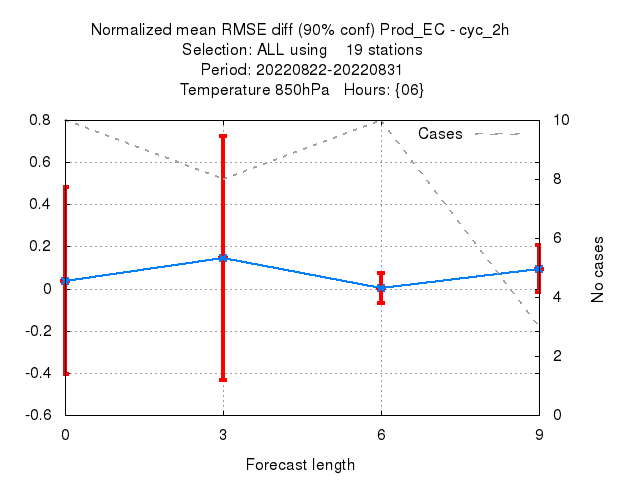 Normalized mean RMSE diff (90% conf) Prod_EC - cyc_2h
Selection: ALL using    19 stations
Period: 20220822-20220831
Temperature 850hPa   Hours: {06}
Cases
0.8
0.6
0.4
0.2
0
-0.2
-0.4
-0.6
10
8
6
4
2
0
No cases
0 3 6 9
Forecast length